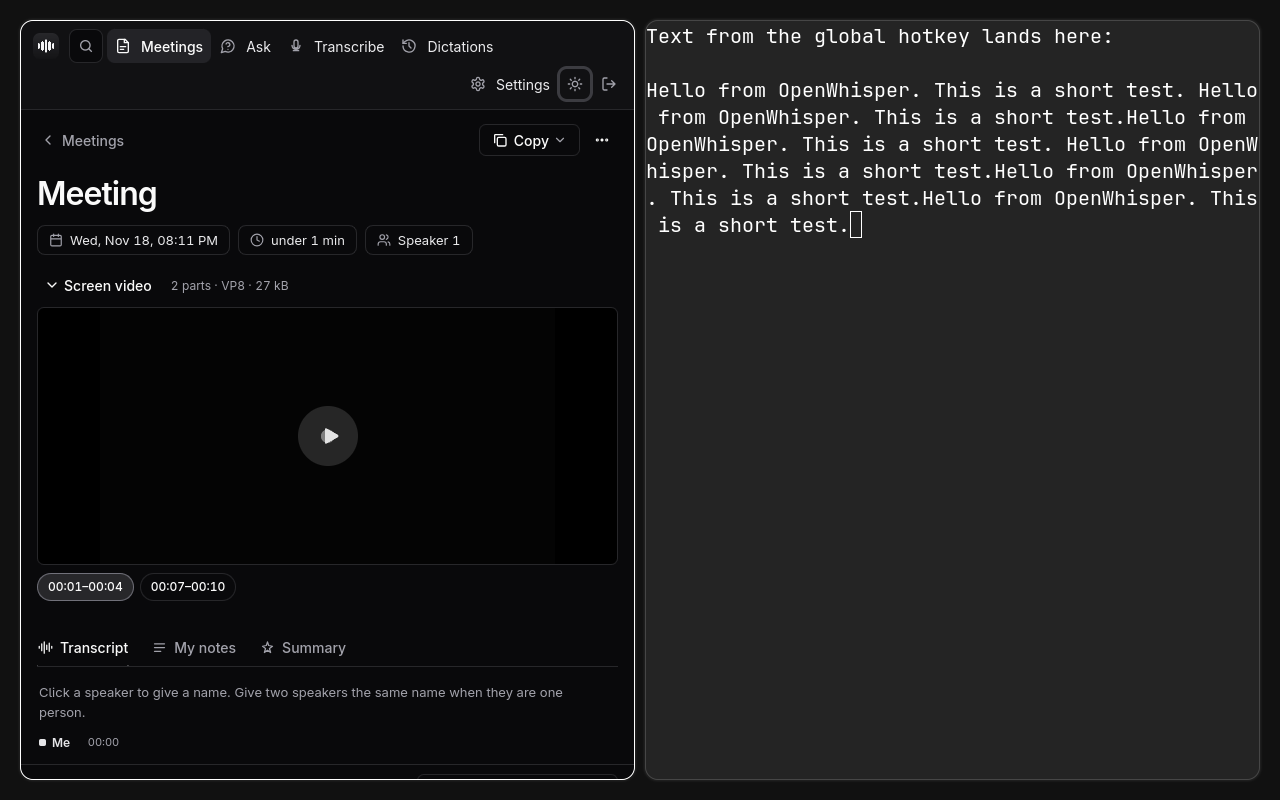 Meetings
Ask
Transcribe
Dictations
Settings
Meetings
Copy
Meeting
Wed, Nov 18, 08:11 PM
under 1 min
Speaker 1
Screen video
2 parts · VP8 · 27 kB
00:01–00:04
00:07–00:10
Transcript
My notes
Summary
Click a speaker to give a name. Give two speakers the same name when they are one
person.
Me
00:00
Text from the global hotkey lands here:
Hello from OpenWhisper. This is a short test. Hello
from OpenWhisper. This is a short test.Hello from
OpenWhisper. This is a short test. Hello from OpenW
hisper. This is a short test.Hello from OpenWhisper
. This is a short test.Hello from OpenWhisper. This
is a short test.